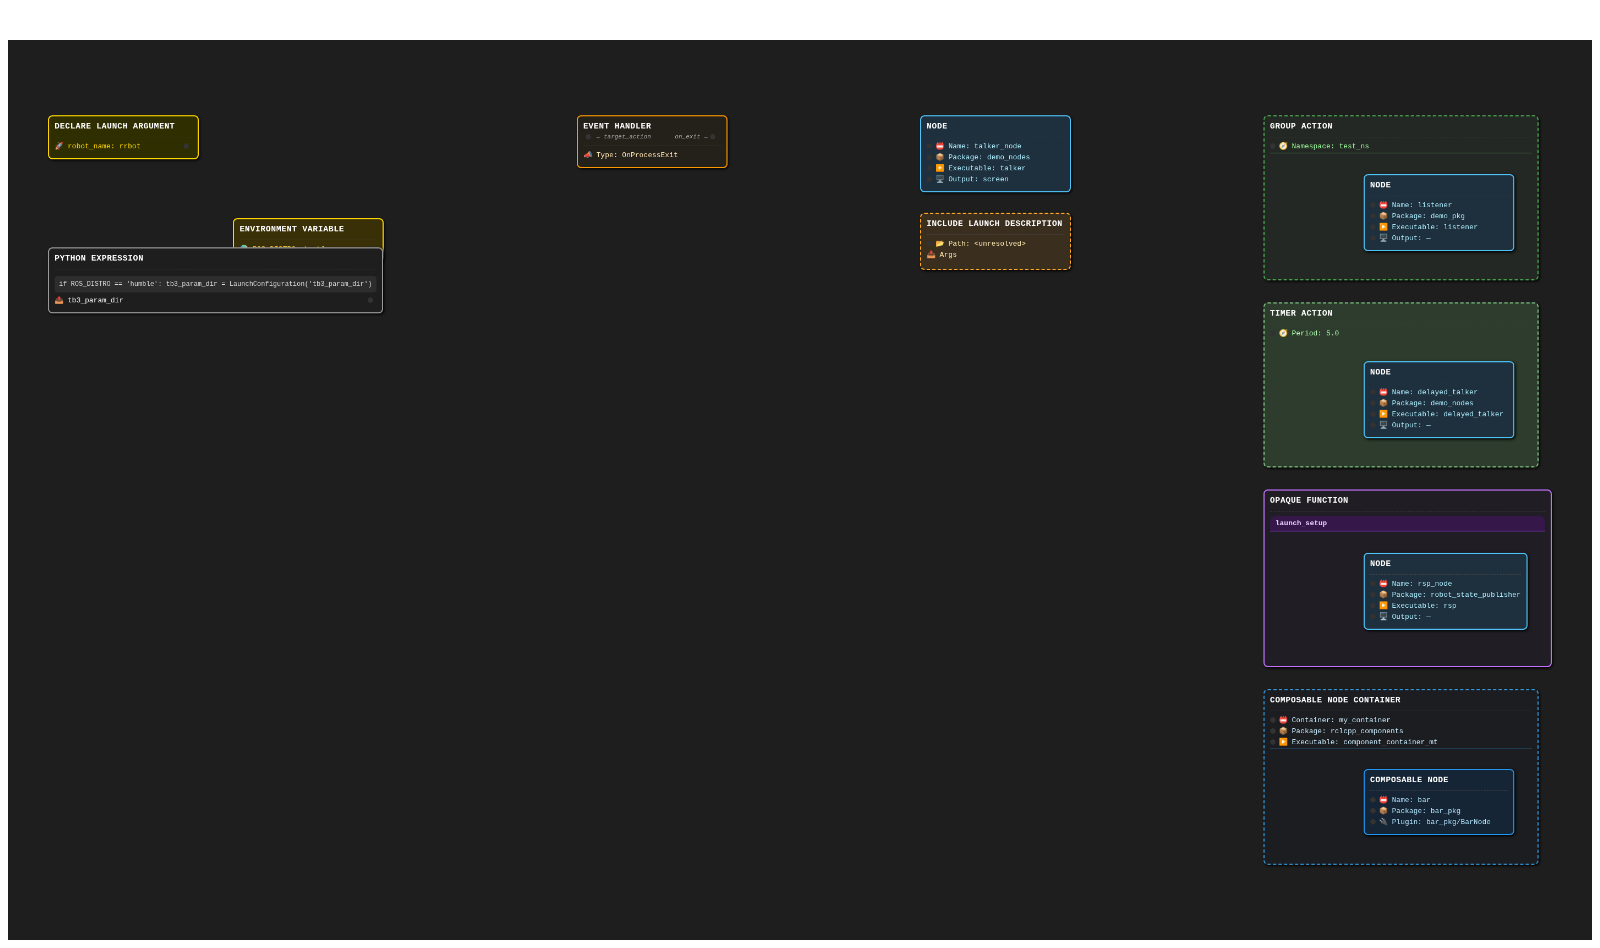 DECLARE LAUNCH ARGUMENT
🚀 robot_name: rrbot
ENVIRONMENT VARIABLE
PYTHON EXPRESSION
if ROS_DISTRO == 'humble': tb3_param_dir = LaunchConfiguration('tb3_param_dir')
📤 tb3_param_dir
EVENT HANDLER
— target_action on_exit —
📣 Type: OnProcessExit
NODE
📛 Name: talker_node
📦 Package: demo_nodes
▶️ Executable: talker
🖥️ Output: screen
INCLUDE LAUNCH DESCRIPTION
📂 Path: <unresolved>
📥 Args
GROUP ACTION
🧭 Namespace: test_ns
NODE
📛 Name: listener
📦 Package: demo_pkg
▶️ Executable: listener
🖥️ Output: —
TIMER ACTION
🧭 Period: 5.0
NODE
📛 Name: delayed_talker
📦 Package: demo_nodes
▶️ Executable: delayed_talker
🖥️ Output: —
OPAQUE FUNCTION
launch_setup
NODE
📛 Name: rsp_node
📦 Package: robot_state_publisher
▶️ Executable: rsp
🖥️ Output: —
COMPOSABLE NODE CONTAINER
📛 Container: my_container
📦 Package: rclcpp_components
▶️ Executable: component_container_mt
COMPOSABLE NODE
📛 Name: bar
📦 Package: bar_pkg
🔌 Plugin: bar_pkg/BarNode